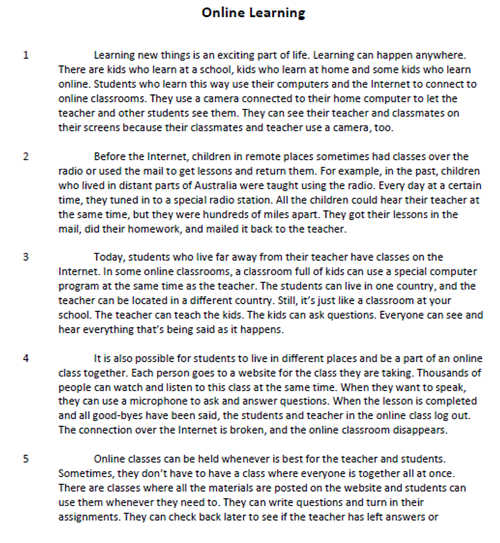 Online Learning
1 Learning new things is an exciting part of life. Learning can happen anywhere.
There are kids who learn at a school, kids who learn at home and some kids who learn
online. Students who learn this way use their computers and the Internet to connect to
online classrooms. They use a camera connected to their home computer to let the
teacher and other students see them. They can see their teacher and classmates on
their screens because their classmates and teacher use a camera, too.
2 Before the Internet, children in remote places sometimes had classes over the
radio or used the mail to get lessons and return them. For example, in the past, children
who lived in distant parts of Australia were taught using the radio. Every day at a certain
time, they tuned in to a special radio station. All the children could hear their teacher at
the same time, but they were hundreds of miles apart. They got their lessons in the
mail, did their homework, and mailed it back to the teacher.
3 Today, students who live far away from their teacher have classes on the
Internet. In some online classrooms, a classroom full of kids can use a special computer
program at the same time as the teacher. The students can live in one country, and the
teacher can be located in a different country. Still, it's just like a classroom at your
school. The teacher can teach the kids. The kids can ask questions. Everyone can see and
hear everything that's being said as it happens.
4 It is also possible for students to live in different places and be a part of an online
class together. Each person goes to a website for the class they are taking. Thousands of
people can watch and listen to this class at the same time. When they want to speak,
they can use a microphone to ask and answer questions. When the lesson is completed
and all good-byes have been said, the students and teacher in the online class log out.
The connection over the Internet is broken, and the online classroom disappears.
5 Online classes can be held whenever is best for the teacher and students.
Sometimes, they don't have to have a class where everyone is together all at once.
There are classes where all the materials are posted on the website and students can
use them whenever they need to. They can write questions and turn in their
assignments. They can check back later to see if the teacher has left answers or